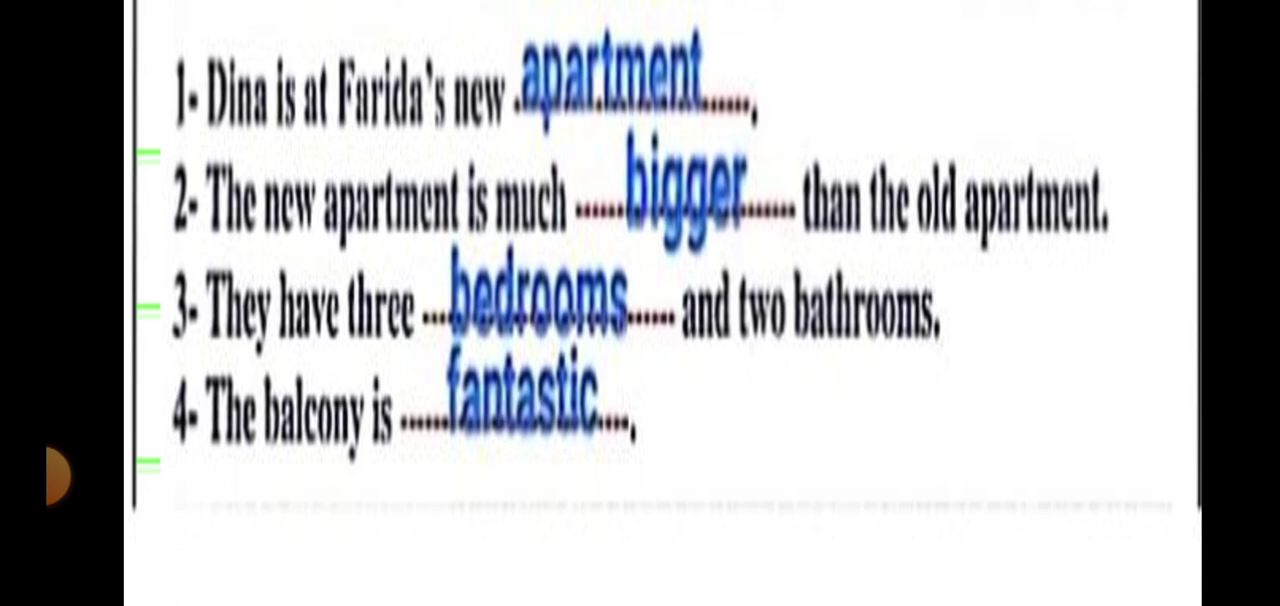 1- Dina is at Farida's new ..apartment......
2- The new apartment is much ......bigger....... than the old apartment.
3- They have three ...bedrooms...... and two bathrooms.
4- The balcony is ......fantastic.....